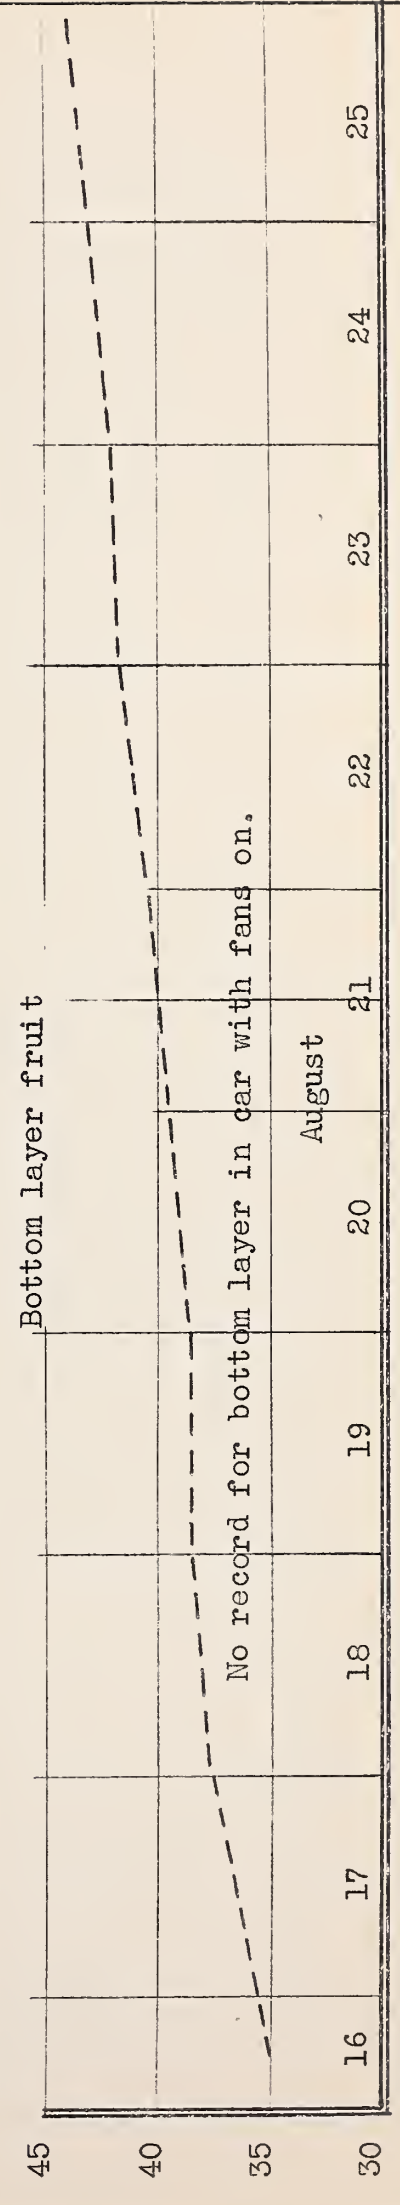 Bottom layer fruit
45
40
No record for bottom layer in car with fans on.
35
August
30
16 17 18 19 20 21 22 23 24 25